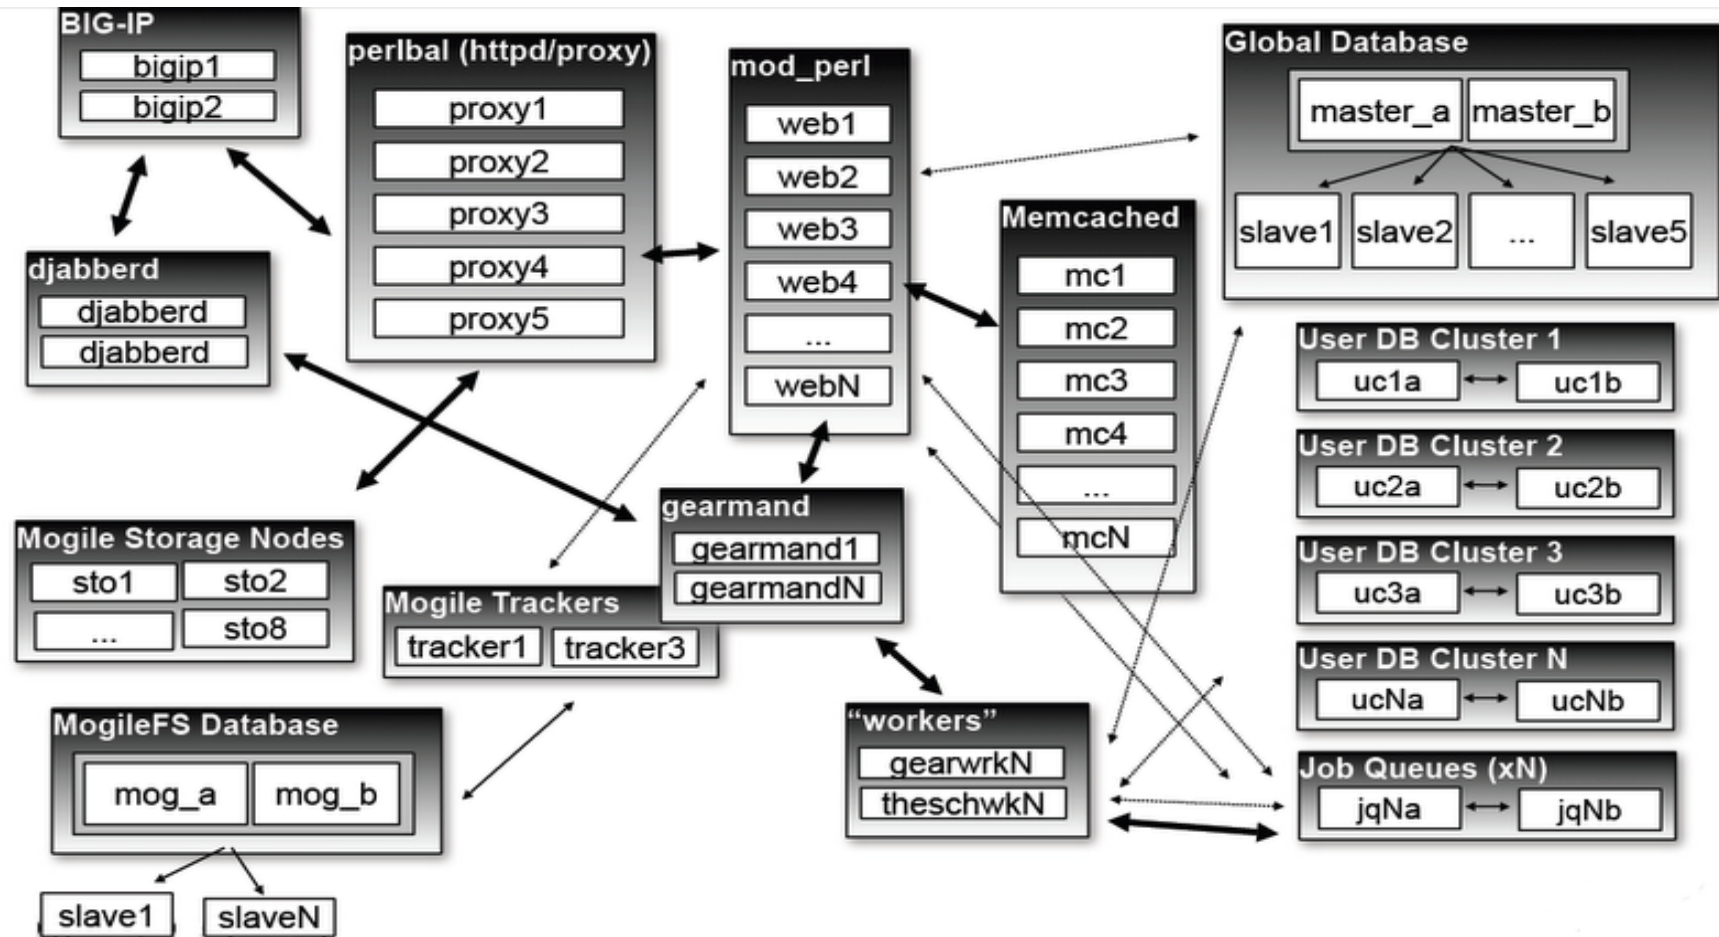 BIG-IP
bigip1
bigip2
perlbal (httpd/proxy)
proxy1
proxy2
proxy3
proxy4
proxy5
mod_perl
web1
web2
web3
web4
...
webN
Global Database
master_a
master_b
slave1
slave2
...
slave5
Memcached
mc1
mc2
mc3
mc4
...
mcN
djabberd
djabberd
djabberd
User DB Cluster 1
uc1a
uc1b
User DB Cluster 2
uc2a
uc2b
User DB Cluster 3
uc3a
uc3b
User DB Cluster N
ucNa
ucNb
Job Queues (xN)
jqNa
jqNb
gearmand
gearmand1
gearmandN
Mogile Storage Nodes
sto1
sto2
...
sto8
Mogile Trackers
tracker1
tracker3
MogileFS Database
mog_a
mog_b
slave1
slaveN
“workers”
gearwrkN
theschwkN